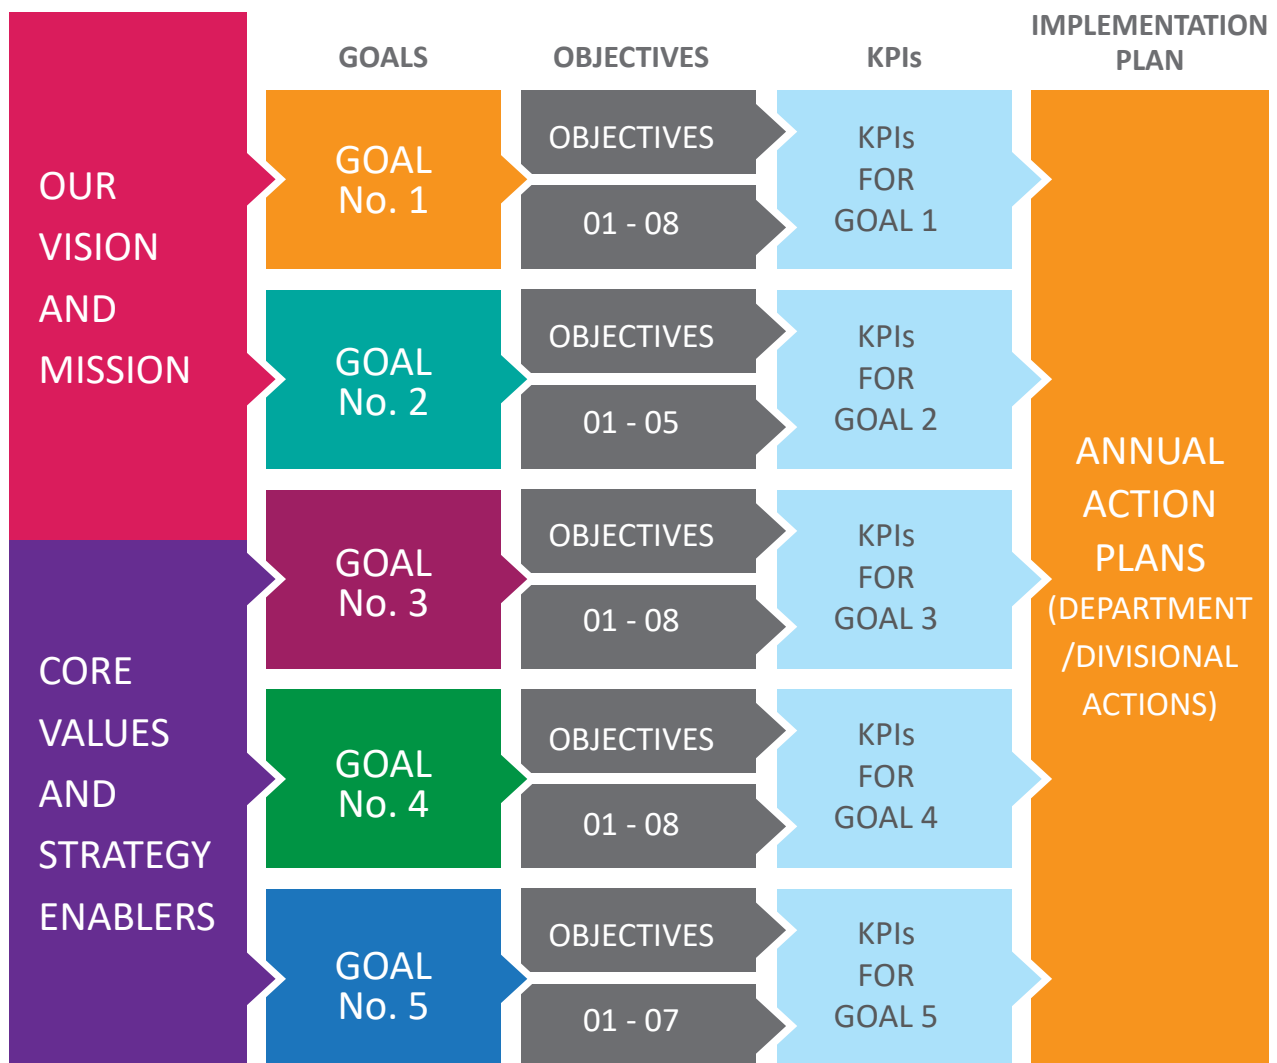 GOALS
OBJECTIVES
KPIs
IMPLEMENTATION
PLAN
OUR
VISION
AND
MISSION
CORE
VALUES
AND
STRATEGY
ENABLERS
GOAL
No. 1
OBJECTIVES
01 - 08
KPIs
FOR
GOAL 1
GOAL
No. 2
OBJECTIVES
01 - 05
KPIs
FOR
GOAL 2
GOAL
No. 3
OBJECTIVES
01 - 08
KPIs
FOR
GOAL 3
GOAL
No. 4
OBJECTIVES
01 - 08
KPIs
FOR
GOAL 4
GOAL
No. 5
OBJECTIVES
01 - 07
KPIs
FOR
GOAL 5
ANNUAL
ACTION
PLANS
(DEPARTMENT
/DIVISIONAL
ACTIONS)